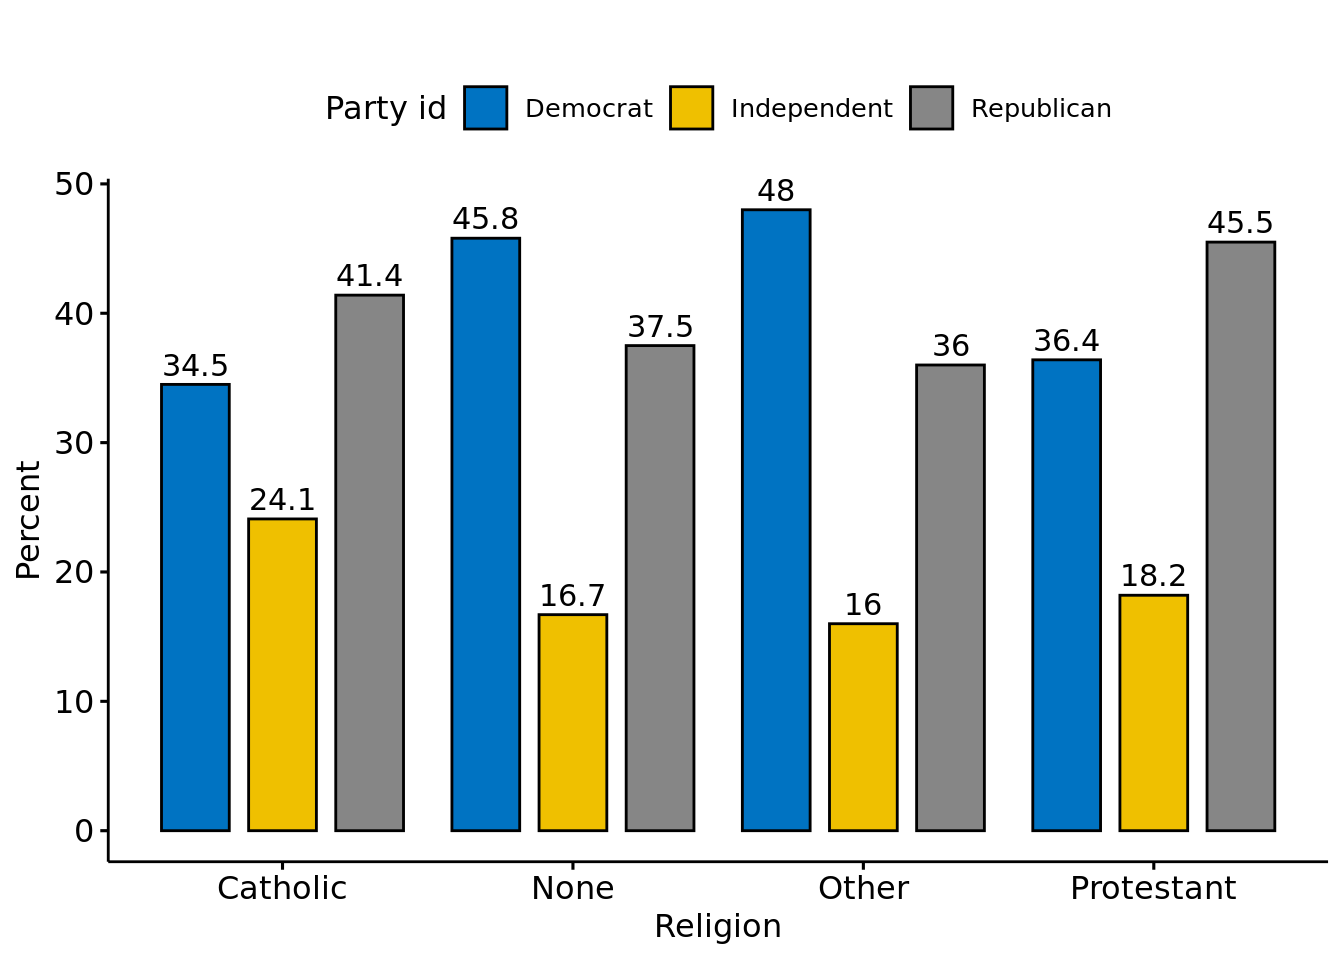 Party id Democrat Independent Republican
50
40
30
20
10
0
Percent
34.5 24.1 41.4
45.8 16.7 37.5
48 16 36
36.4 18.2 45.5
Catholic None Other Protestant
Religion